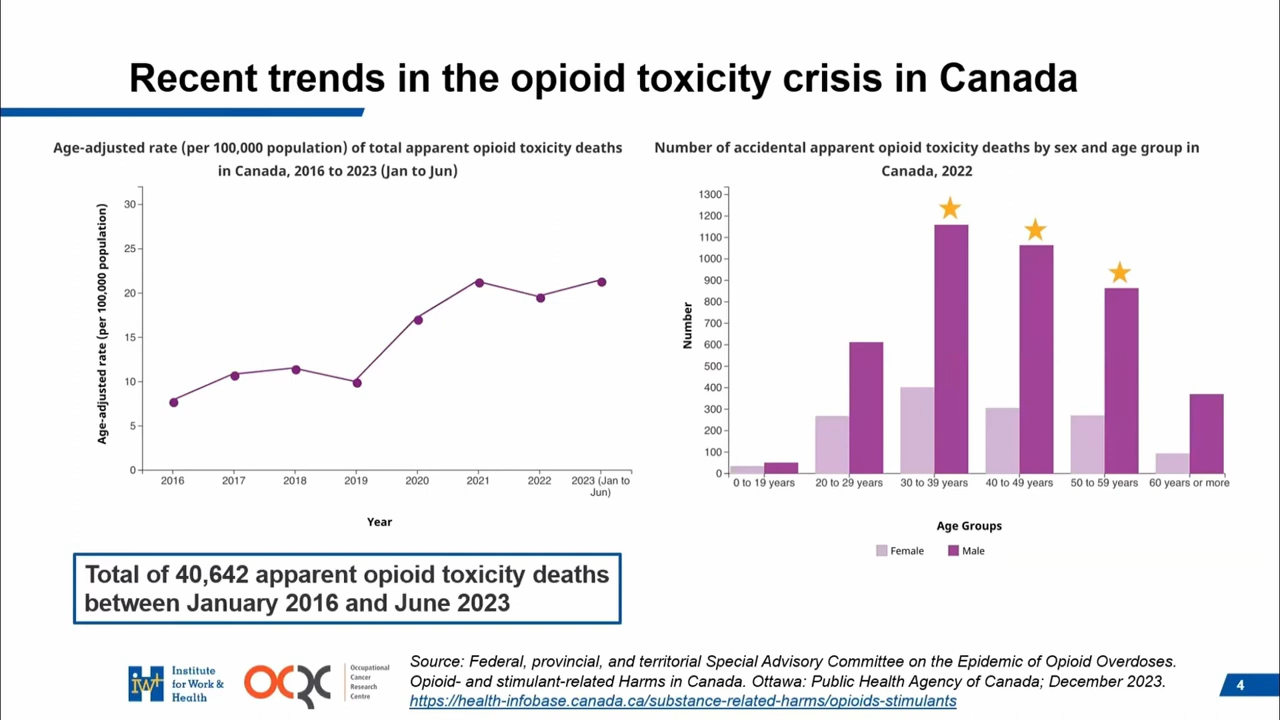 Recent trends in the opioid toxicity crisis in Canada
Age-adjusted rate (per 100,000 population) of total apparent opioid toxicity deaths
in Canada, 2016 to 2023 (Jan to Jun)
Age-adjusted rate (per 100,000 population)
30
25
20
15
10
5
0
2016
2017
2018
2019
2020
2021
2022
2023 (Jan to
Jun)
Year
Number of accidental apparent opioid toxicity deaths by sex and age group in
Canada, 2022
Number
1300
1200
1100
1000
900
800
700
600
500
400
300
200
100
0
0 to 19 years
20 to 29 years
30 to 39 years
40 to 49 years
50 to 59 years
60 years or more
Age Groups
Female
Male
Total of 40,642 apparent opioid toxicity deaths
between January 2016 and June 2023
iwh
Institute
for Work &
Health
OCRC
Occupational
Cancer
Research
Centre
Source: Federal, provincial, and territorial Special Advisory Committee on the Epidemic of Opioid Overdoses.
Opioid- and stimulant-related Harms in Canada. Ottawa: Public Health Agency of Canada; December 2023.
https://health-infobase.canada.ca/substance-related-harms/opioids-stimulants
4